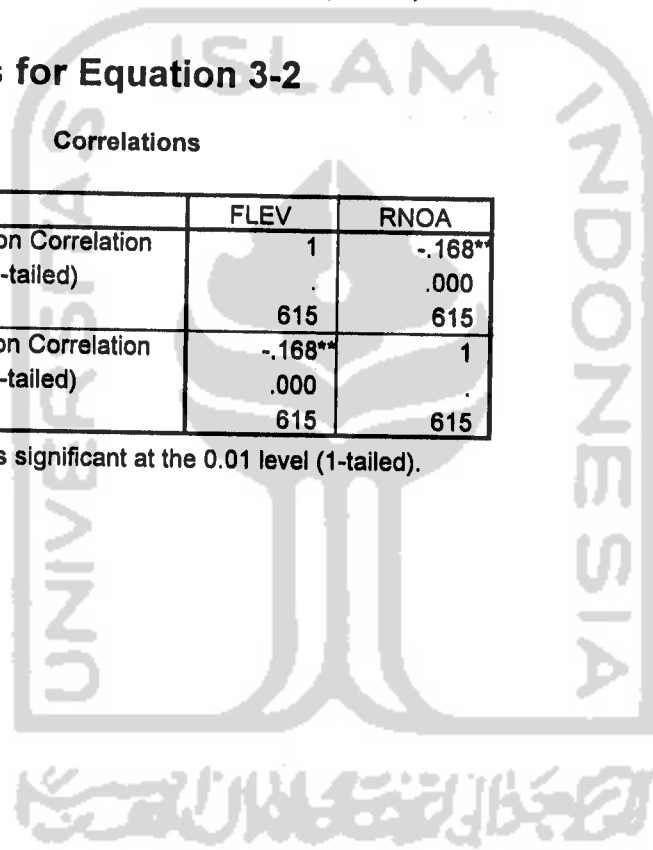 s for Equation 3-2
Correlations
FLEV RNOA
on Correlation 1 -.168**
-tailed) . .000
615 615
on Correlation -.168** 1
-tailed) .000 .
615 615
s significant at the 0.01 level (1-tailed).
ISLAM
UNIVERSITAS
INDONESIA